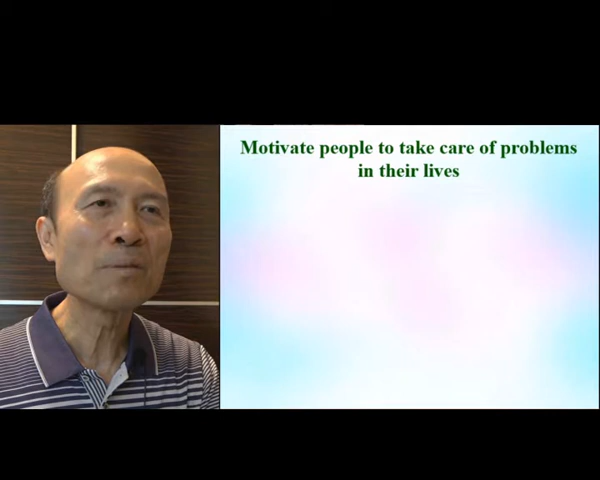 Motivate people to take care of problems
in their lives